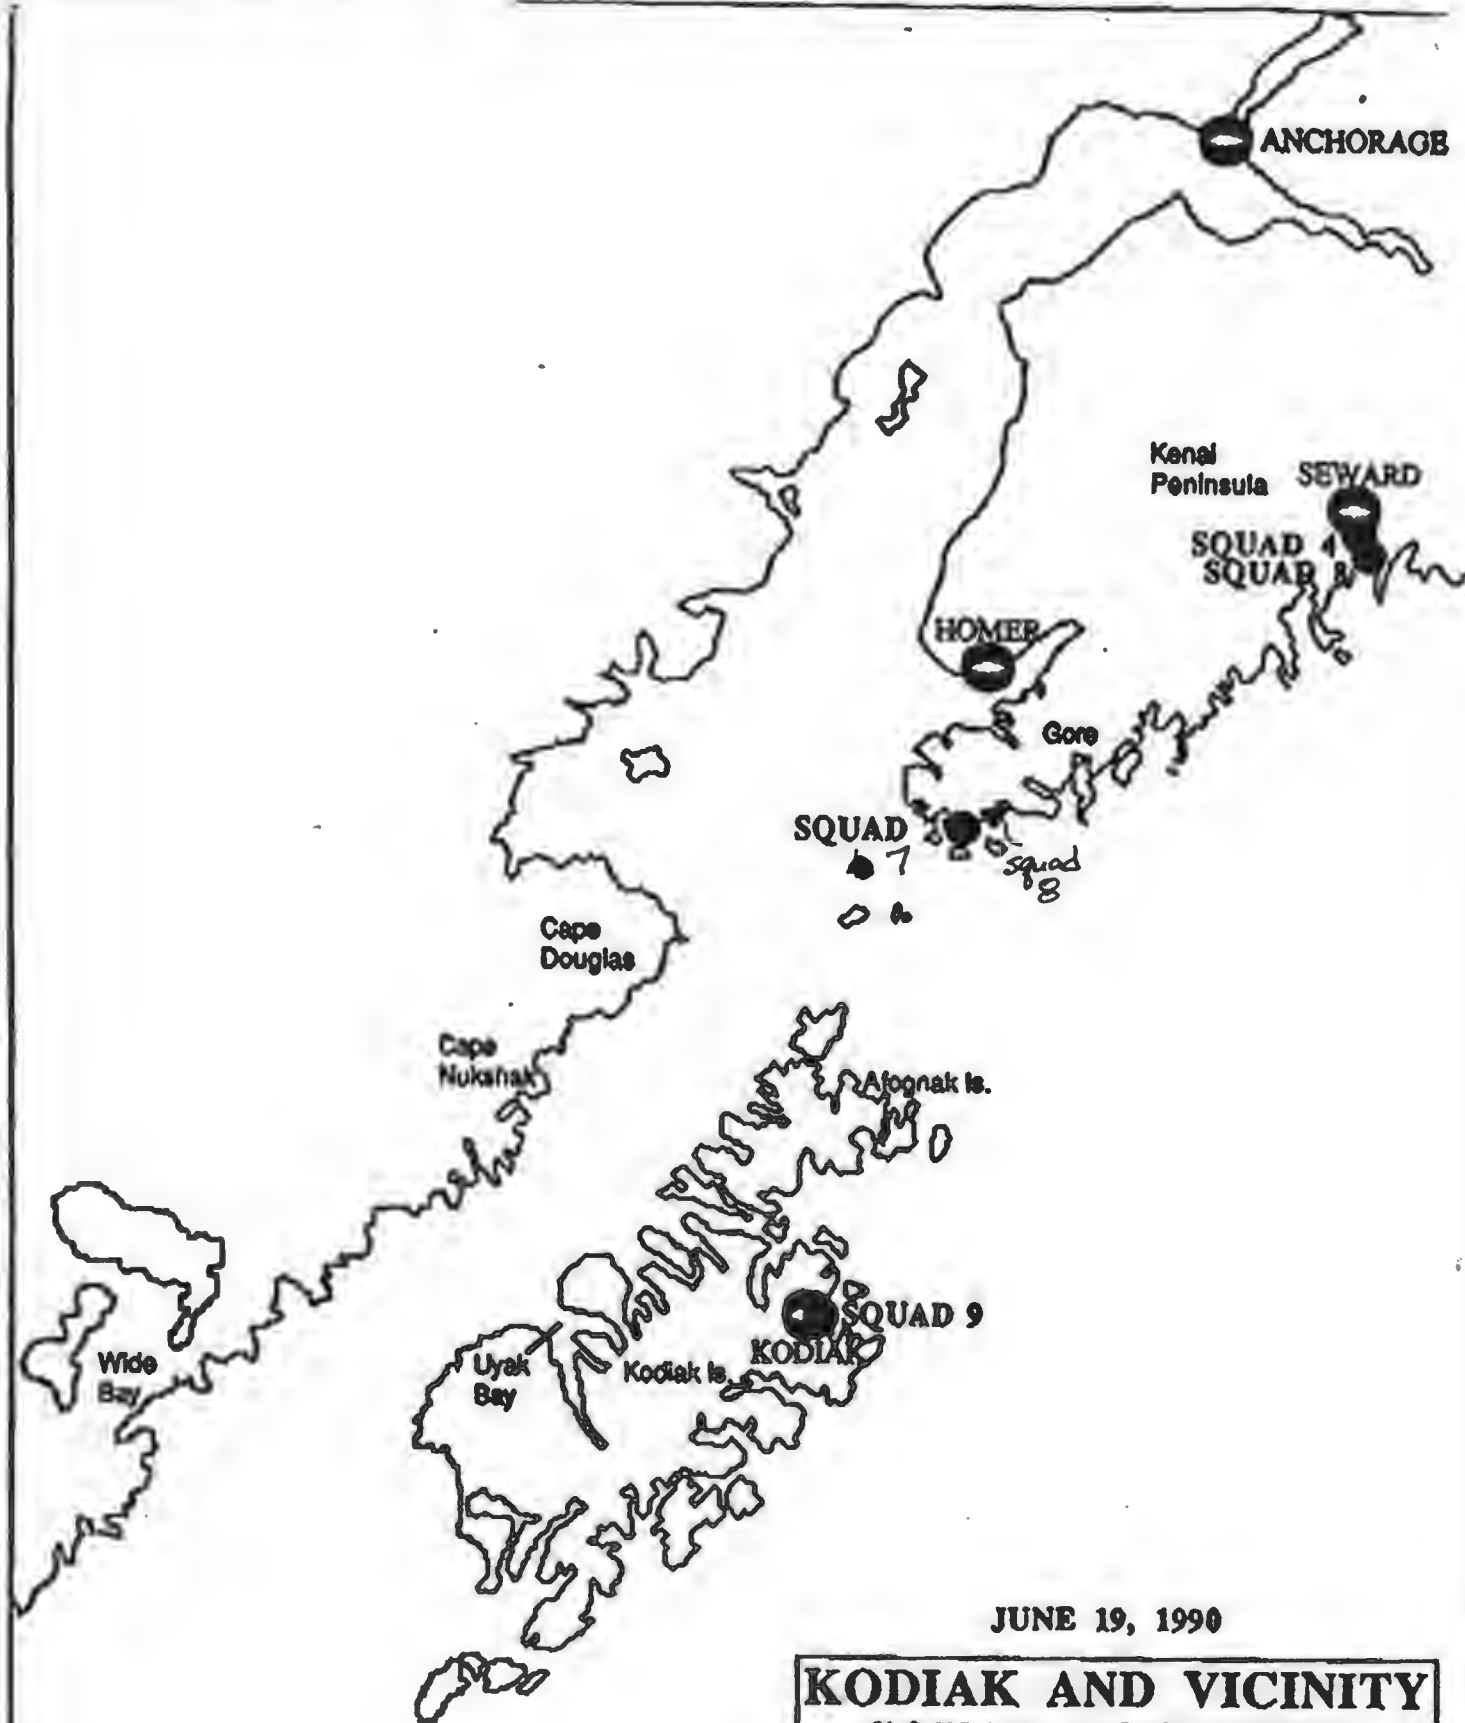 ANCHORAGE
Kenai
Peninsula
SEWARD
SQUAD 4
SQUAD 8
HOMER
Gore
SQUAD
7
squad
8
Cape
Douglas
Cape
Nukshak
Afognak Is.
SQUAD 9
KODIAK
Wide
Bay
Uyak
Bay
Kodiak Is.
JUNE 19, 1990
KODIAK AND VICINITY